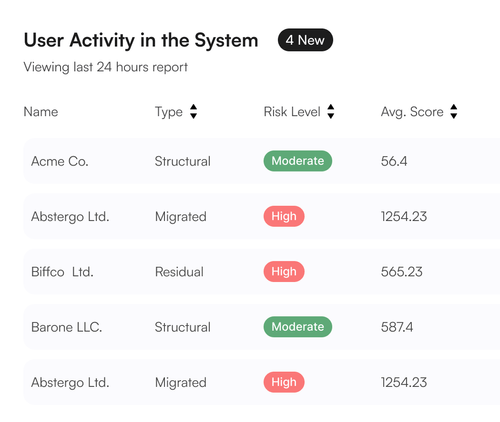 User Activity in the System 4 New
Viewing last 24 hours report
Name Type Risk Level Avg. Score
Acme Co. Structural Moderate 56.4
Abstergo Ltd. Migrated High 1254.23
Biffco Ltd. Residual High 565.23
Barone LLC. Structural Moderate 587.4
Abstergo Ltd. Migrated High 1254.23